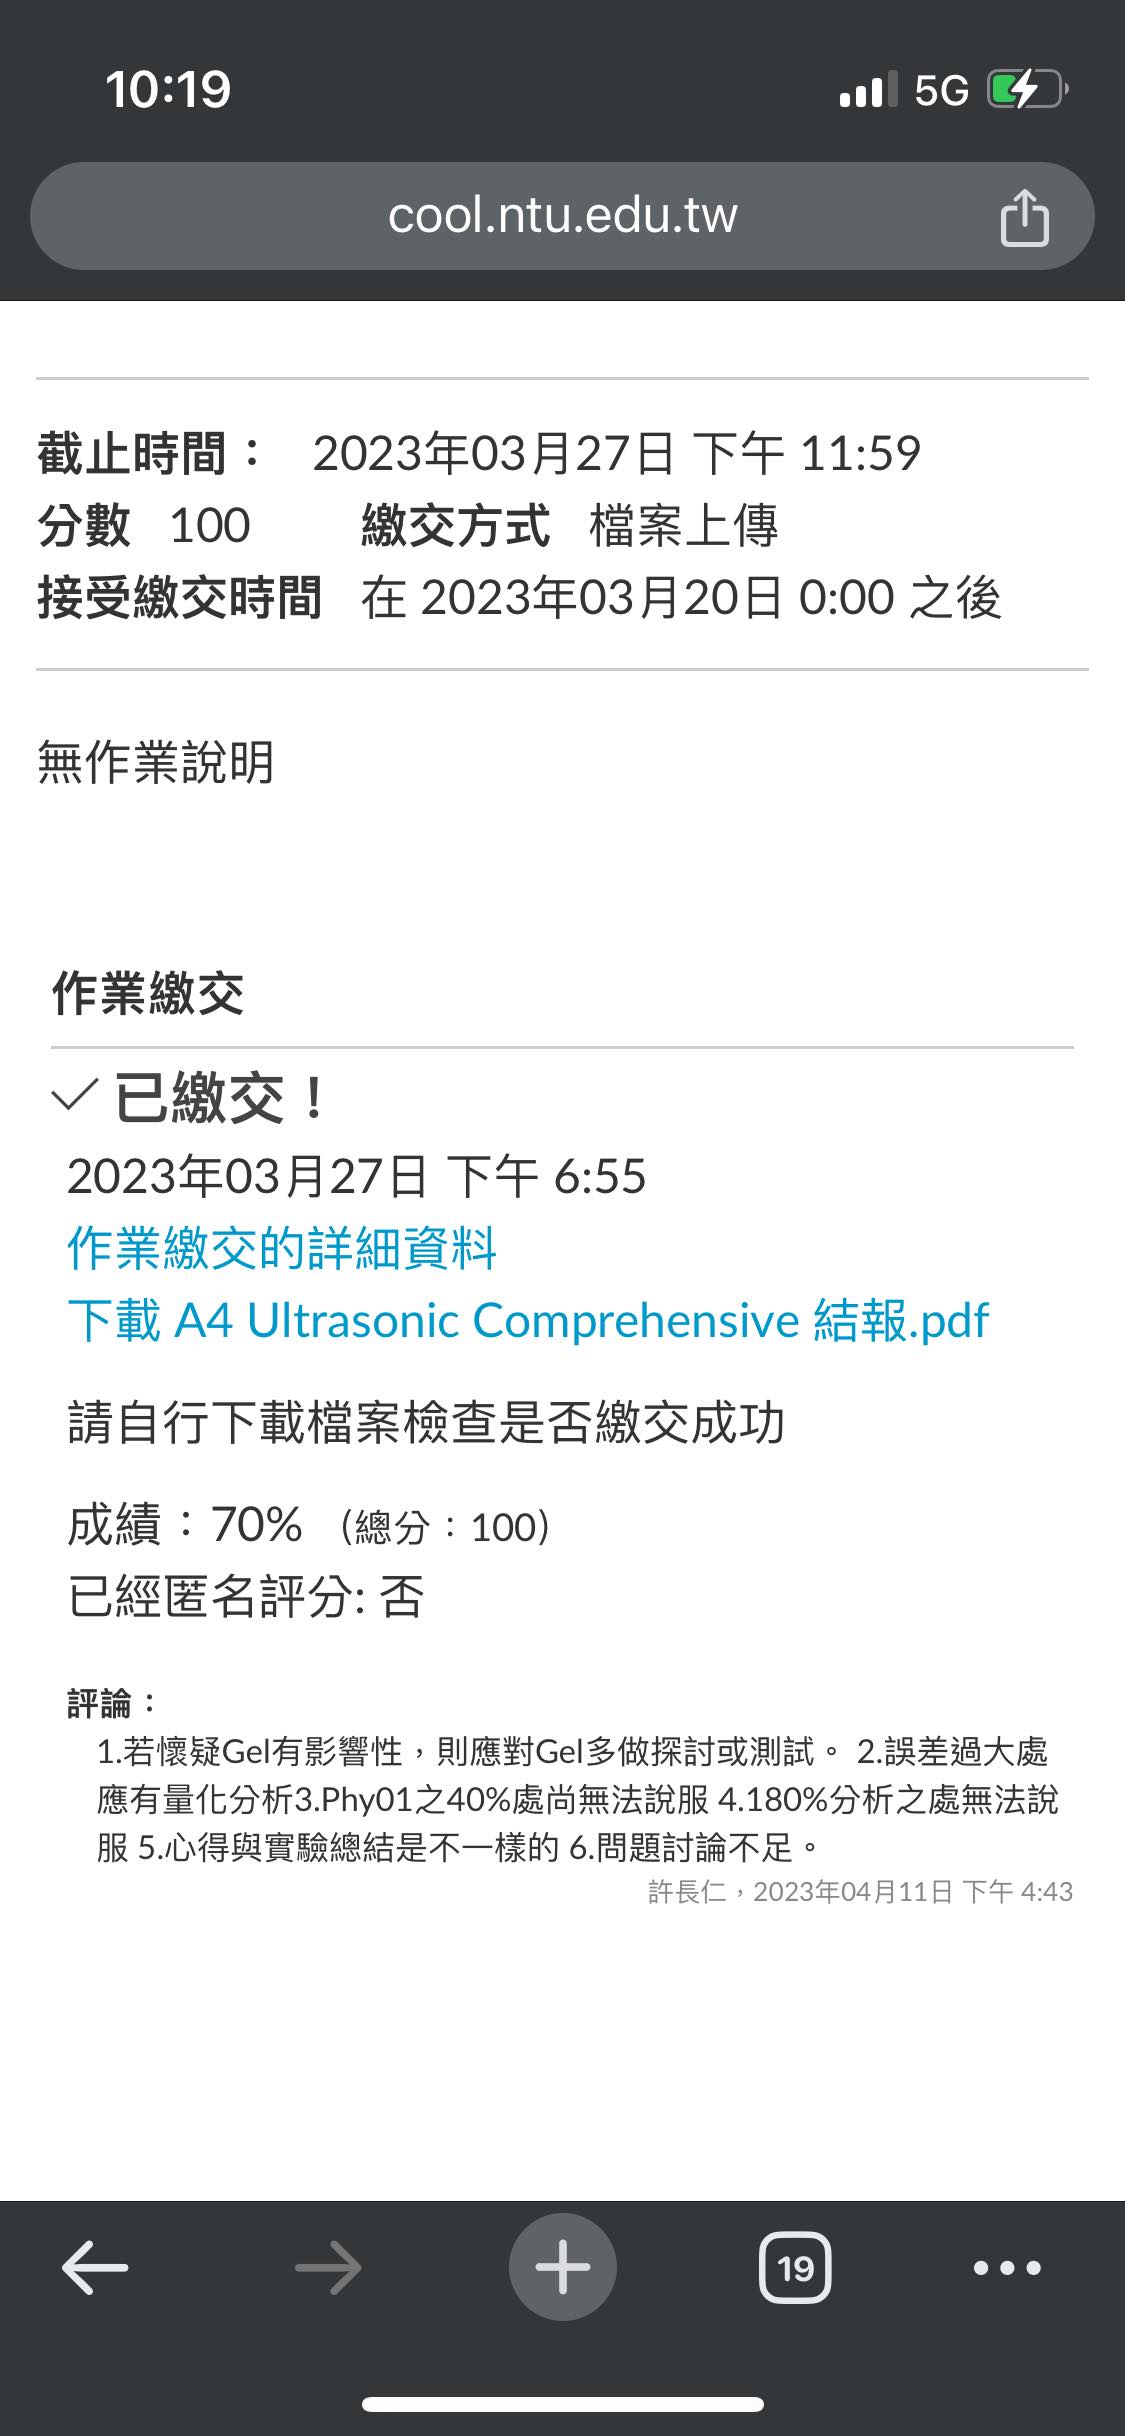 10:19
5G
cool.ntu.edu.tw
截止時間： 2023年03月27日 下午 11:59
分數 100 繳交方式 檔案上傳
接受繳交時間 在 2023年03月20日 0:00 之後
無作業說明
作業繳交
已繳交！
2023年03月27日 下午 6:55
作業繳交的詳細資料
下載 A4 Ultrasonic Comprehensive 結報.pdf
請自行下載檔案檢查是否繳交成功
成績：70% (總分：100)
已經匿名評分: 否
評論：
1.若懷疑Gel有影響性，則應對Gel多做探討或測試。 2.誤差過大處
應有量化分析3.Phy01之40%處尚無法說服 4.180%分析之處無法說
服 5.心得與實驗總結是不一樣的 6.問題討論不足。
許長仁，2023年04月11日 下午 4:43
19